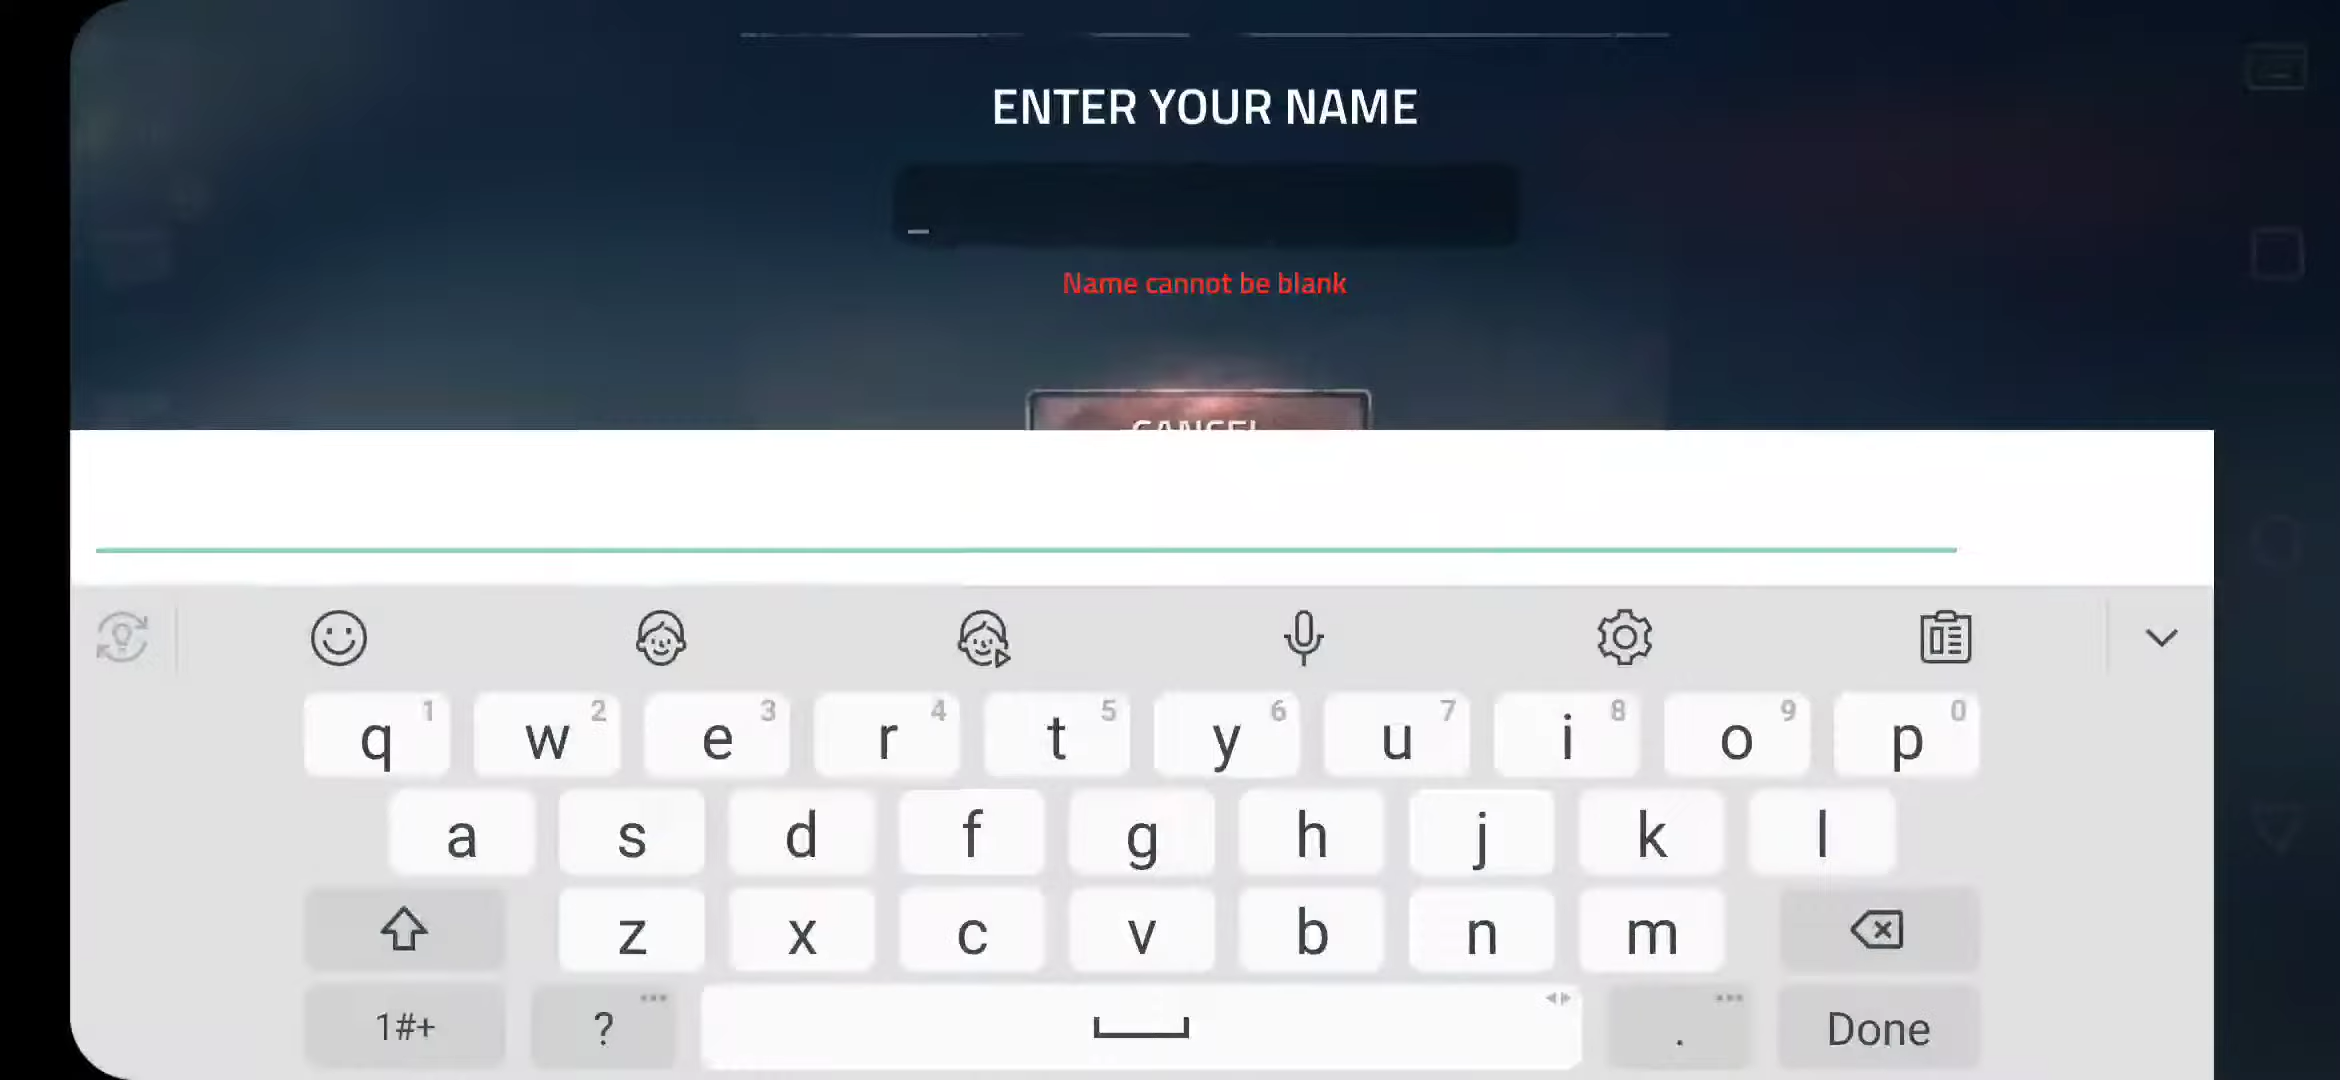 ENTER YOUR NAME
Name cannot be blank
CANCEL
q 1 w 2 e 3 r 4 t 5 y 6 u 7 i 8 o 9 p 0
a s d f g h j k l
z x c v b n m
1#+ ? . Done